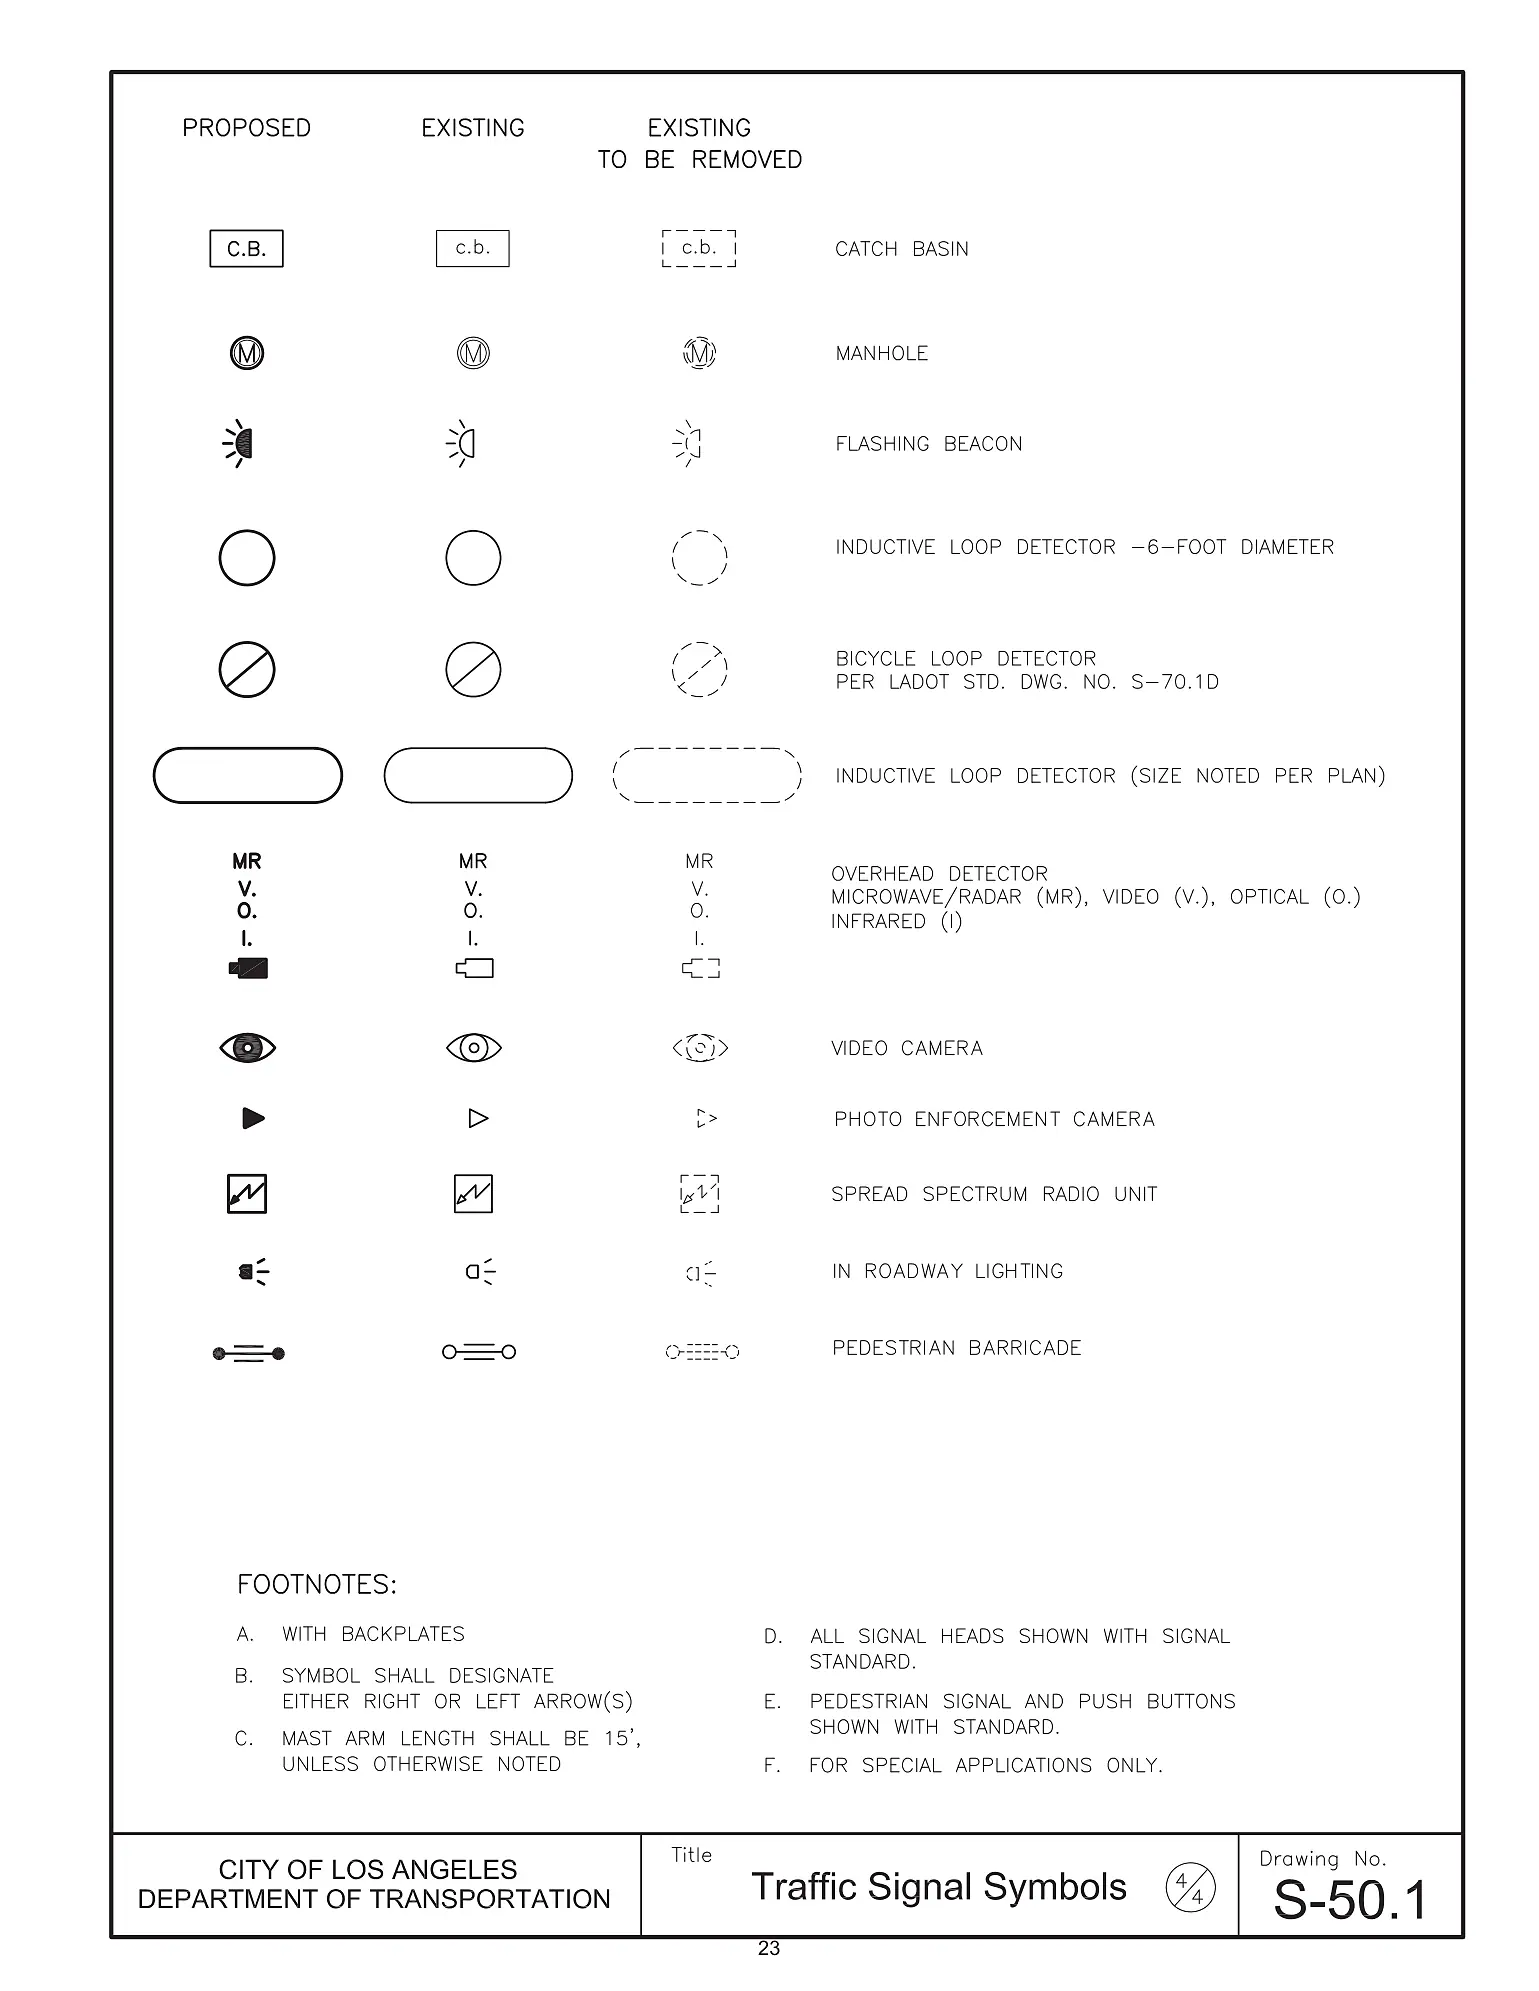 PROPOSED EXISTING EXISTING
TO BE REMOVED
C.B. c.b. c.b. CATCH BASIN
M M M MANHOLE
FLASHING BEACON
INDUCTIVE LOOP DETECTOR -6-FOOT DIAMETER
BICYCLE LOOP DETECTOR
PER LADOT STD. DWG. NO. S-70.1D
INDUCTIVE LOOP DETECTOR (SIZE NOTED PER PLAN)
MR MR MR
V. V. V.
O. O. O.
I. I. I.
OVERHEAD DETECTOR
MICROWAVE/RADAR (MR), VIDEO (V.), OPTICAL (O.)
INFRARED (I)
VIDEO CAMERA
PHOTO ENFORCEMENT CAMERA
SPREAD SPECTRUM RADIO UNIT
IN ROADWAY LIGHTING
PEDESTRIAN BARRICADE
FOOTNOTES:
A. WITH BACKPLATES
B. SYMBOL SHALL DESIGNATE
EITHER RIGHT OR LEFT ARROW(S)
C. MAST ARM LENGTH SHALL BE 15',
UNLESS OTHERWISE NOTED
D. ALL SIGNAL HEADS SHOWN WITH SIGNAL
STANDARD.
E. PEDESTRIAN SIGNAL AND PUSH BUTTONS
SHOWN WITH STANDARD.
F. FOR SPECIAL APPLICATIONS ONLY.
CITY OF LOS ANGELES
DEPARTMENT OF TRANSPORTATION
Title
Traffic Signal Symbols
4/4
Drawing No.
S-50.1
23